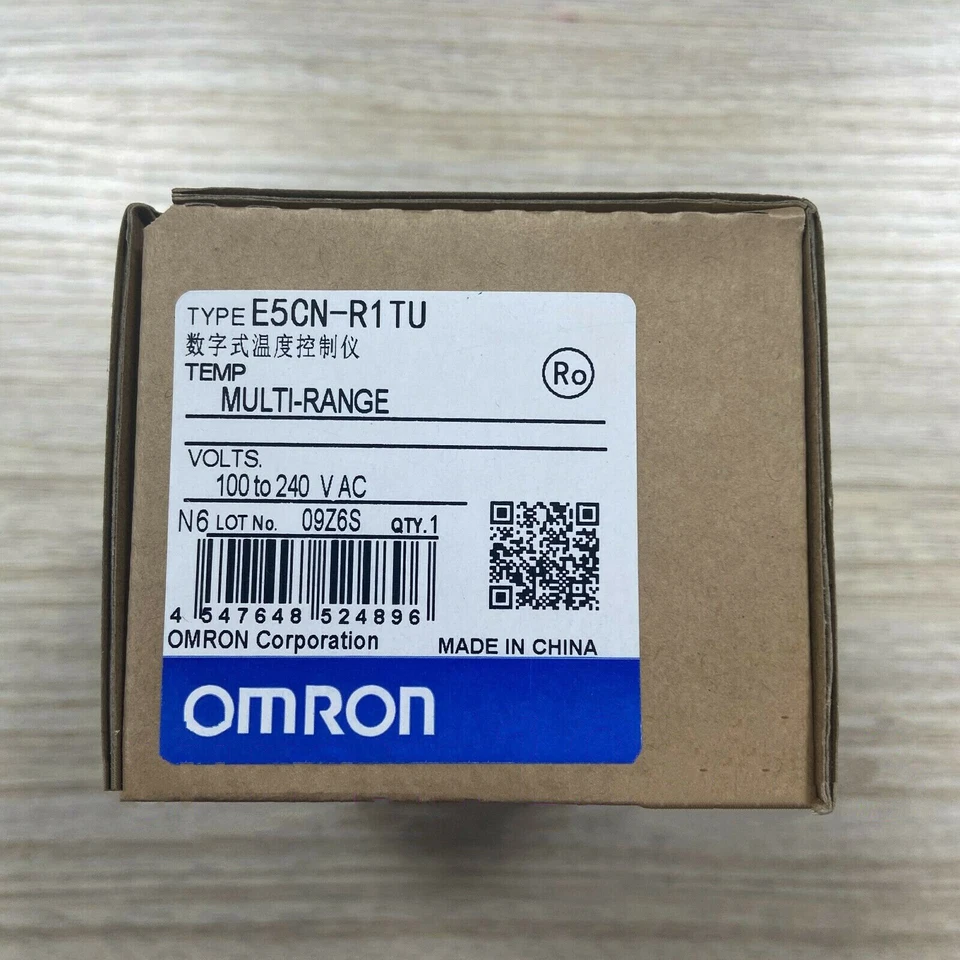 TYPE E5CN-R1TU
数字式温度控制仪
TEMP
Ro
MULTI-RANGE
VOLTS.
100 to 240 V AC
N6 LOT No. 09Z6S QTY.1
4 547648 524896
OMRON Corporation
MADE IN CHINA
OMRON